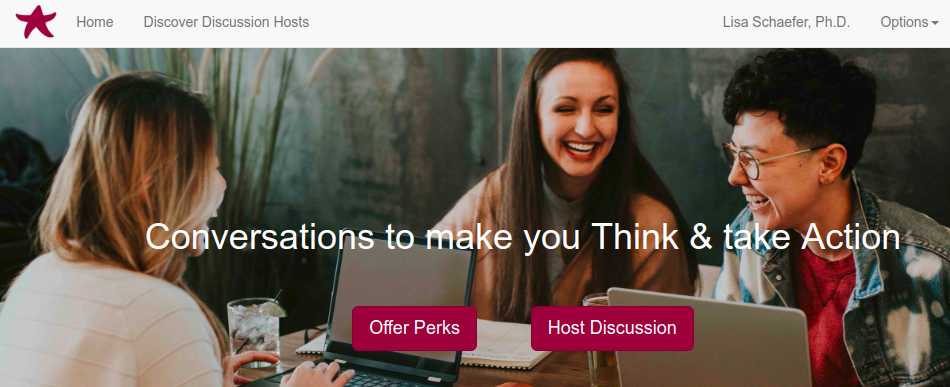 Home
Discover Discussion Hosts
Lisa Schaefer, Ph.D.
Options
Conversations to make you Think & take Action
Offer Perks
Host Discussion